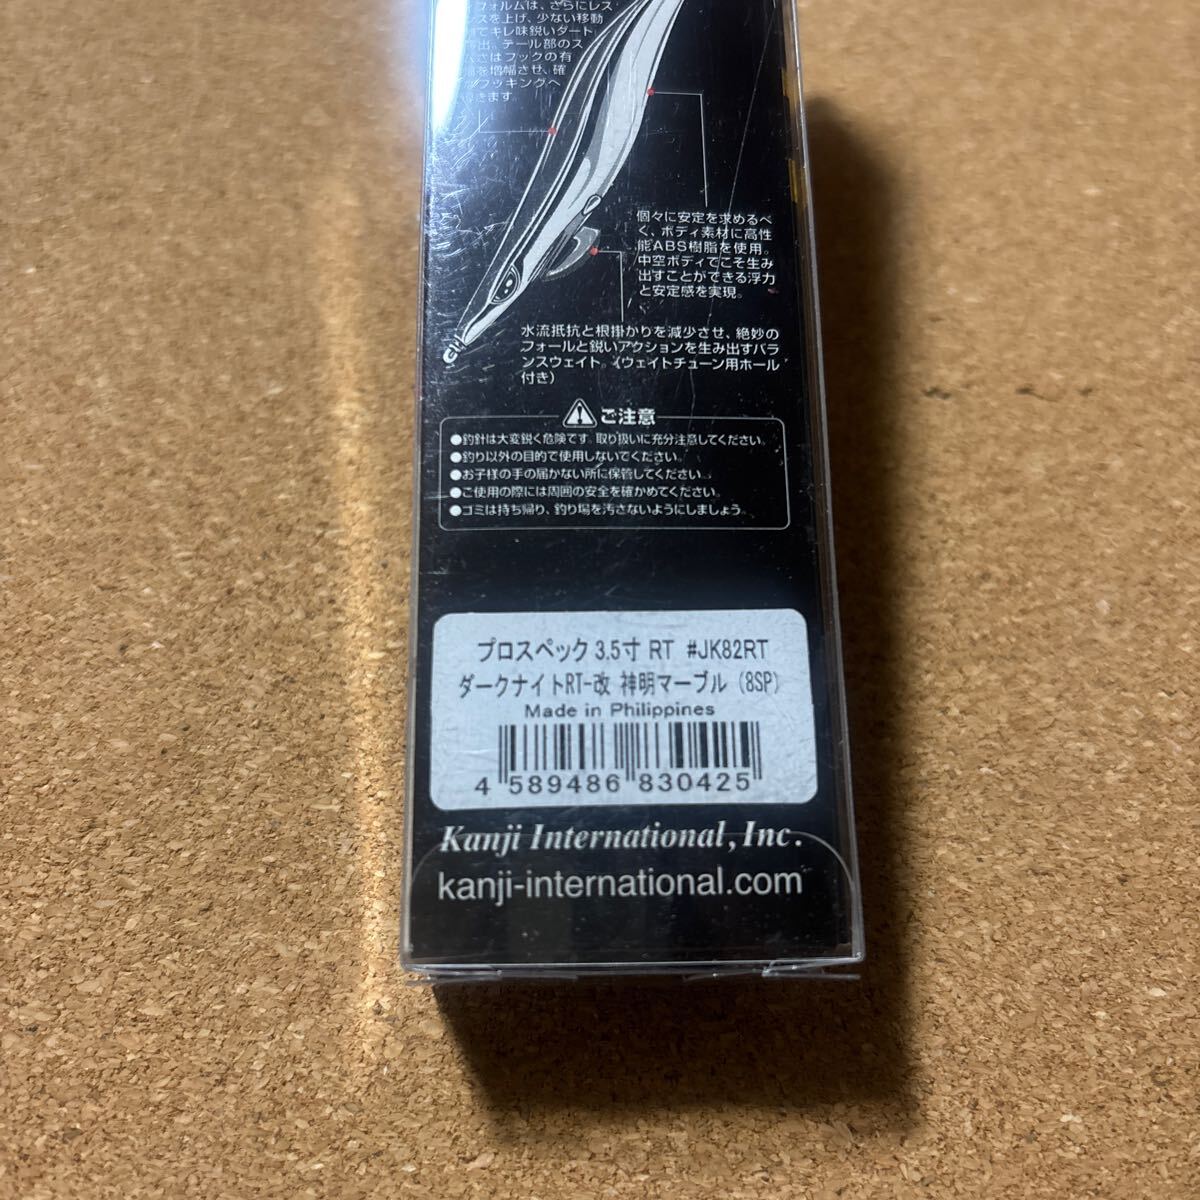 フォルムは、さらにレス
ンスを上げ、少ない移動
でキレ味鋭いダート
出。テール部のス
さはフックの有
を増幅させ、確
フッキングへ
きます。
個々に安定を求めるべ
く、ボディ素材に高性
能ABS樹脂を使用。
中空ボディでこそ生み
出すことができる浮力
と安定感を実現。
水流抵抗と根掛かりを減少させ、絶妙の
フォールと鋭いアクションを生み出すバラ
ンスウェイト。(ウェイトチューン用ホール
付き)
ご注意
●釣針は大変鋭く危険です。取り扱いに充分注意してください。
●釣り以外の目的で使用しないでください。
●お子様の手の届かない所に保管してください。
●ご使用の際には周囲の安全を確かめてください。
●ゴミは持ち帰り、釣り場を汚さないようにしましょう。
プロスペック 3.5寸 RT #JK82RT
ダークナイトRT-改 神明マーブル (8SP)
Made in Philippines
4 589486 830425
Kanji International, Inc.
kanji-international.com